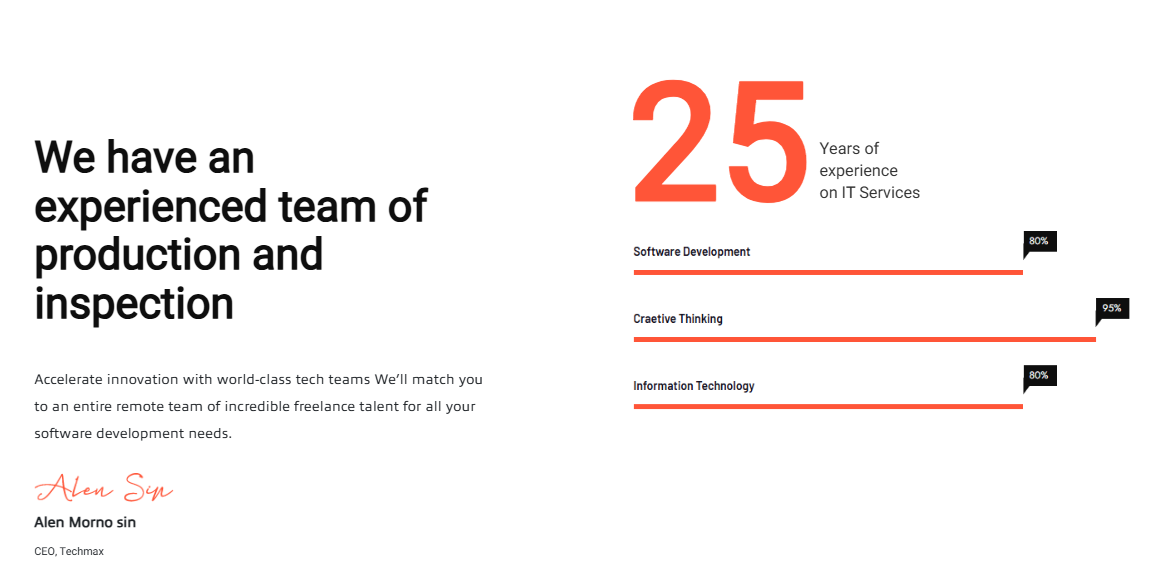 We have an
experienced team of
production and
inspection
Accelerate innovation with world-class tech teams We’ll match you
to an entire remote team of incredible freelance talent for all your
software development needs.
Alen Sin
Alen Morno sin
CEO, Techmax
25
Years of
experience
on IT Services
Software Development
80%
Craetive Thinking
95%
Information Technology
80%